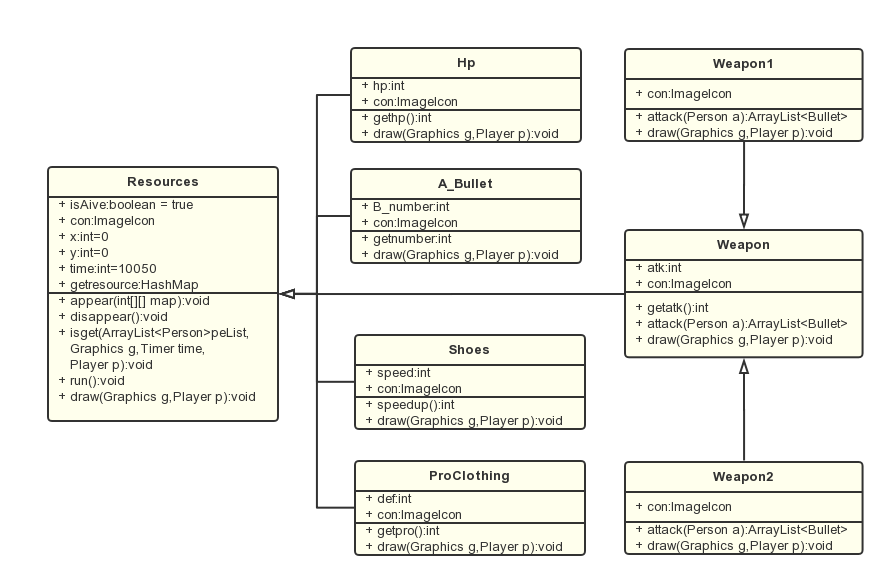 Resources
+ isAive:boolean = true
+ con:ImageIcon
+ x:int=0
+ y:int=0
+ time:int=10050
+ getresource:HashMap
+ appear(int[][] map):void
+ disappear():void
+ isget(ArrayList<Person>peList,
Graphics g,Timer time,
Player p):void
+ run():void
+ draw(Graphics g,Player p):void
Hp
+ hp:int
+ con:ImageIcon
+ gethp():int
+ draw(Graphics g,Player p):void
A_Bullet
+ B_number:int
+ con:ImageIcon
+ getnumber:int
+ draw(Graphics g,Player p):void
Shoes
+ speed:int
+ con:ImageIcon
+ speedup():int
+ draw(Graphics g,Player p):void
ProClothing
+ def:int
+ con:ImageIcon
+ getpro():int
+ draw(Graphics g,Player p):void
Weapon1
+ con:ImageIcon
+ attack(Person a):ArrayList<Bullet>
+ draw(Graphics g,Player p):void
Weapon
+ atk:int
+ con:ImageIcon
+ getatk():int
+ attack(Person a):ArrayList<Bullet>
+ draw(Graphics g,Player p):void
Weapon2
+ con:ImageIcon
+ attack(Person a):ArrayList<Bullet>
+ draw(Graphics g,Player p):void